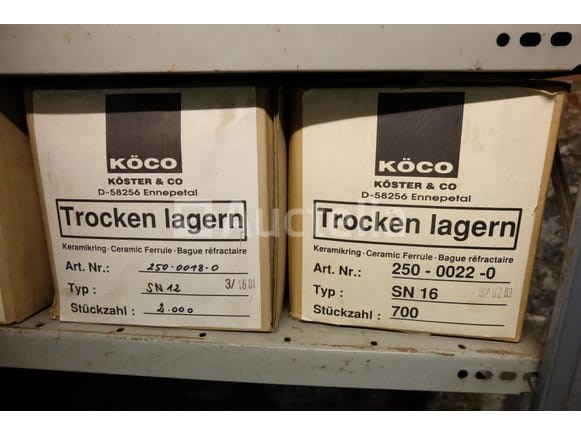 KÖCO
KÖSTER & CO
D-58256 Ennepetal
Trocken lagern
Keramikring - Ceramic Ferrule - Bague réfractaire
Art. Nr.: 250-0018-0
Typ : SN 12
Stückzahl : 2.000
KÖCO
KÖSTER & CO
D-58256 Ennepetal
Trocken lagern
Keramikring - Ceramic Ferrule - Bague réfractaire
Art. Nr.: 250 - 0022 - 0
Typ : SN 16
Stückzahl : 700